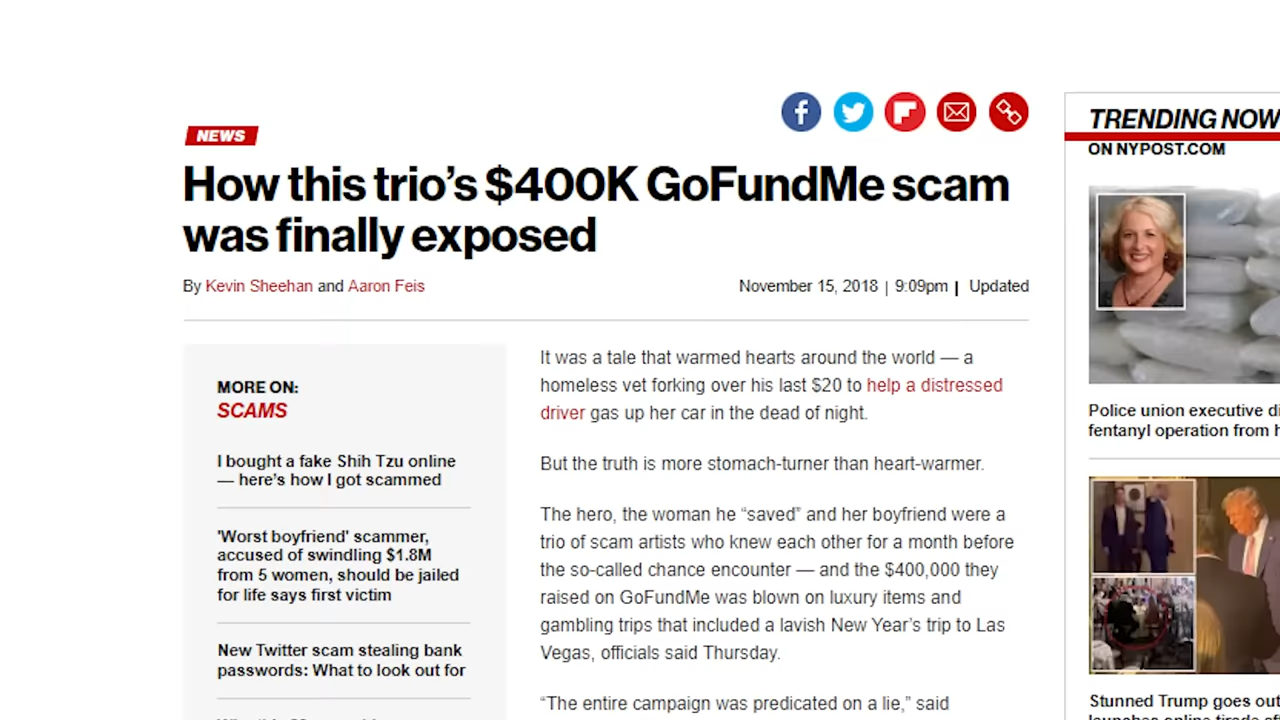 NEWS
How this trio’s $400K GoFundMe scam
was finally exposed
By Kevin Sheehan and Aaron Feis
November 15, 2018 | 9:09pm | Updated
MORE ON:
SCAMS
I bought a fake Shih Tzu online
— here’s how I got scammed
'Worst boyfriend' scammer,
accused of swindling $1.8M
from 5 women, should be jailed
for life says first victim
New Twitter scam stealing bank
passwords: What to look out for
It was a tale that warmed hearts around the world — a
homeless vet forking over his last $20 to help a distressed
driver gas up her car in the dead of night.
But the truth is more stomach-turner than heart-warmer.
The hero, the woman he “saved” and her boyfriend were a
trio of scam artists who knew each other for a month before
the so-called chance encounter — and the $400,000 they
raised on GoFundMe was blown on luxury items and
gambling trips that included a lavish New Year’s trip to Las
Vegas, officials said Thursday.
“The entire campaign was predicated on a lie,” said
TRENDING NOW
ON NYPOST.COM
Police union executive di
fentanyl operation from h
Stunned Trump goes out